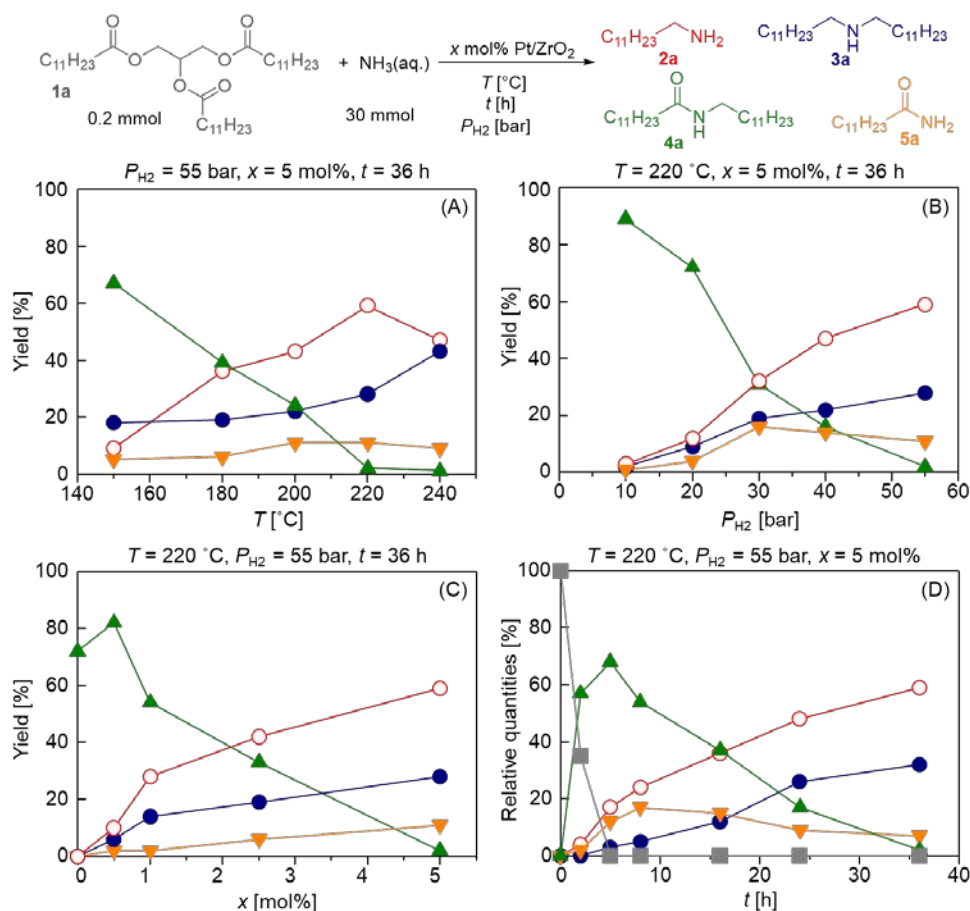 O
O
O
O
C₁₁H₂₃
O
C₁₁H₂₃
1a
O
O
C₁₁H₂₃
0.2 mmol
+ NH₃(aq.)
30 mmol
x mol% Pt/ZrO₂
T [°C]
t [h]
P_H2 [bar]
C₁₁H₂₃ NH₂
2a
C₁₁H₂₃ N H C₁₁H₂₃
3a
O
C₁₁H₂₃ N H C₁₁H₂₃
4a
O
C₁₁H₂₃ NH₂
5a
P_H2 = 55 bar, x = 5 mol%, t = 36 h
(A)
Yield [%]
100
80
60
40
20
0
140 160 180 200 220 240
T [°C]
T = 220 °C, x = 5 mol%, t = 36 h
(B)
Yield [%]
100
80
60
40
20
0
0 10 20 30 40 50 60
P_H2 [bar]
T = 220 °C, P_H2 = 55 bar, t = 36 h
(C)
Yield [%]
100
80
60
40
20
0
0 1 2 3 4 5
x [mol%]
T = 220 °C, P_H2 = 55 bar, x = 5 mol%
(D)
Relative quantities [%]
100
80
60
40
20
0
0 10 20 30 40
t [h]